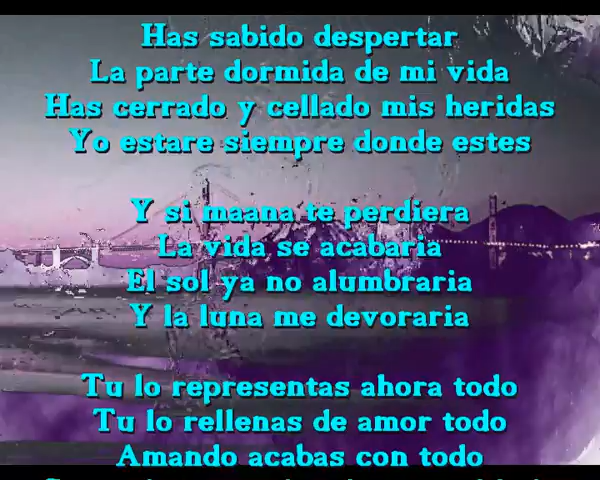 Has sabido despertar
La parte dormida de mi vida
Has cerrado y cellado mis heridas
Yo estare siempre donde estes
Y si maana te perdiera
La vida se acabaria
El sol ya no alumbraria
Y la luna me devoraria
Tu lo representas ahora todo
Tu lo rellenas de amor todo
Amando acabas con todo